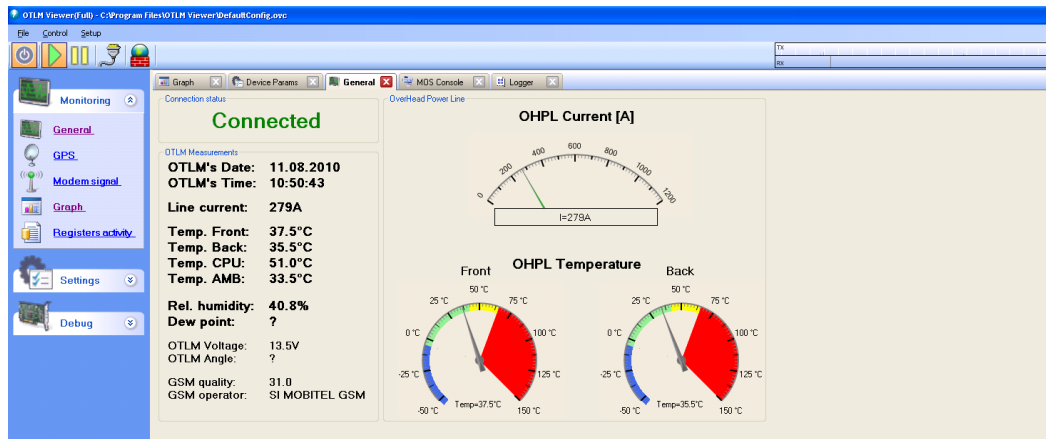 OTLM Viewer(Full) - C:\Program Files\OTLM Viewer\DefaultConfig.ovc
File Control Setup
TX
RX
Graph Device Params General MOS Console Logger
Monitoring
General
GPS
Modem signal
Graph
Registers activity
Settings
Debug
Connection status
Connected
OTLM Measurements
OTLM's Date: 11.08.2010
OTLM's Time: 10:50:43
Line current: 279A
Temp. Front: 37.5°C
Temp. Back: 35.5°C
Temp. CPU: 51.0°C
Temp. AMB: 33.5°C
Rel. humidity: 40.8%
Dew point: ?
OTLM Voltage: 13.5V
OTLM Angle: ?
GSM quality: 31.0
GSM operator: SI MOBITEL GSM
OverHead Power Line
OHPL Current [A]
0 200 400 600 800 1000 1200
I=279A
OHPL Temperature
Front
-50 °C -25 °C 0 °C 25 °C 50 °C 75 °C 100 °C 125 °C 150 °C
Temp=37.5°C
Back
-50 °C -25 °C 0 °C 25 °C 50 °C 75 °C 100 °C 125 °C 150 °C
Temp=35.5°C